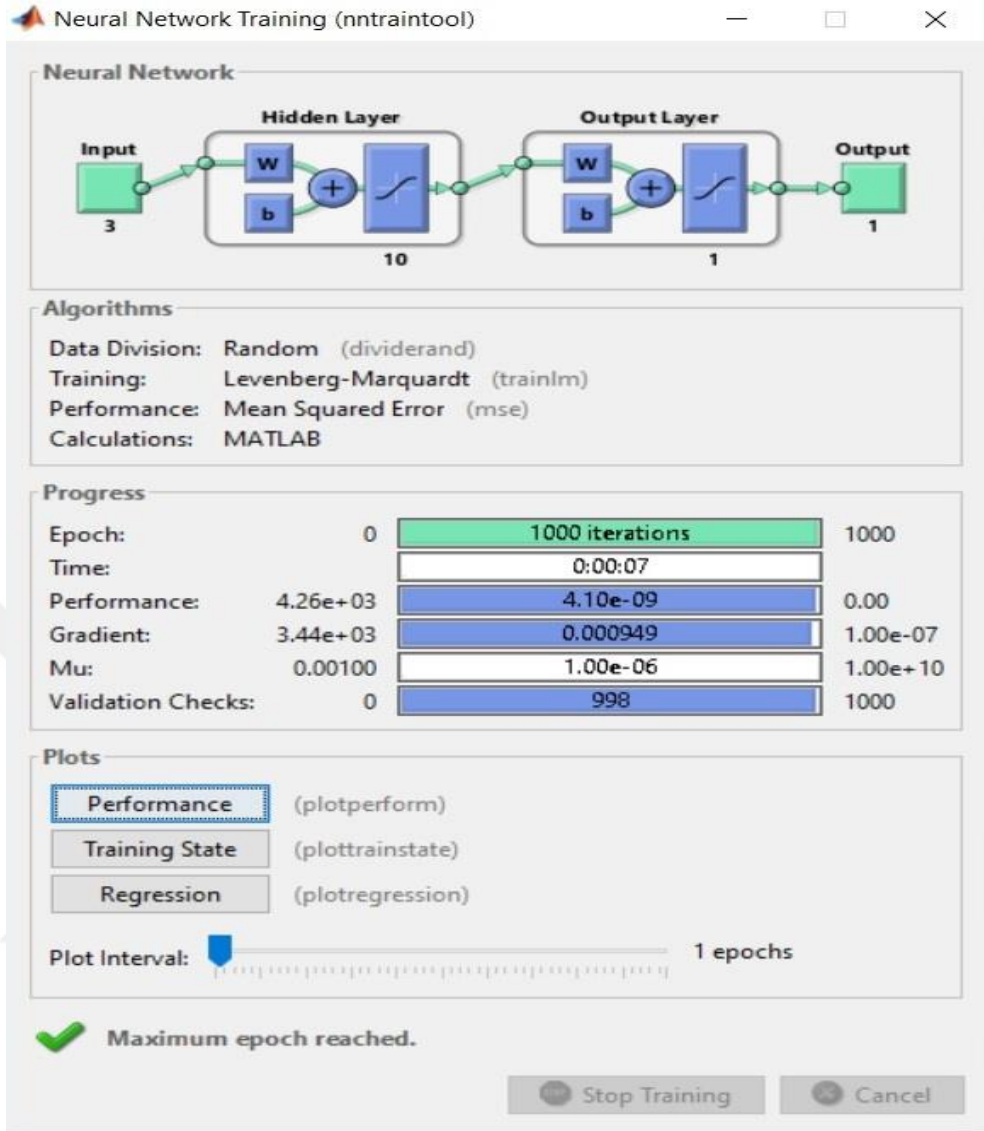 Neural Network Training (nntraintool)
Neural Network
Hidden Layer Output Layer
Input Output
W W
b b
3 1
10 1
Algorithms
Data Division: Random (dividerand)
Training: Levenberg-Marquardt (trainlm)
Performance: Mean Squared Error (mse)
Calculations: MATLAB
Progress
Epoch: 0 1000 iterations 1000
Time: 0:00:07
Performance: 4.26e+03 4.10e-09 0.00
Gradient: 3.44e+03 0.000949 1.00e-07
Mu: 0.00100 1.00e-06 1.00e+10
Validation Checks: 0 998 1000
Plots
Performance (plotperform)
Training State (plottrainstate)
Regression (plotregression)
Plot Interval: 1 epochs
Maximum epoch reached.
Stop Training Cancel